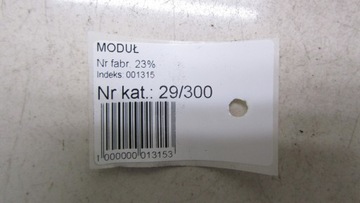 MODUŁ
Nr fabr. 23%
Indeks: 001315
Nr kat.: 29/300
1 000000 013153